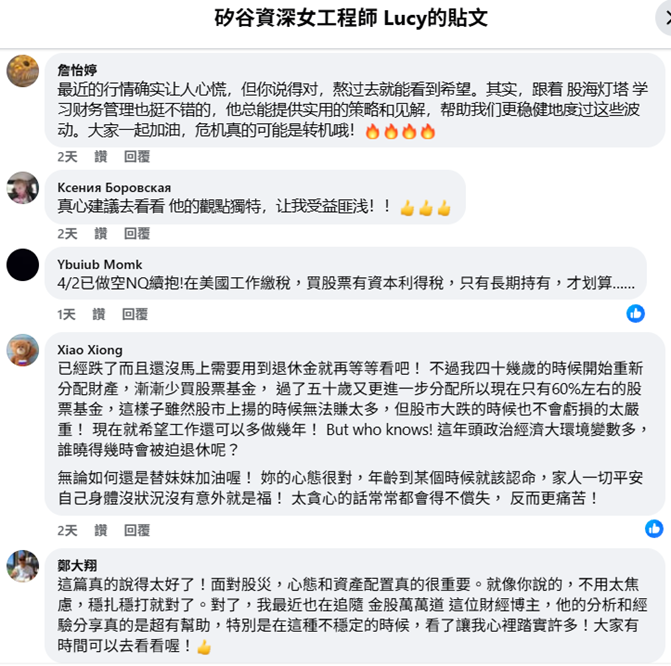 矽谷資深女工程師 Lucy的貼文
詹怡婷
最近的行情确实让人心慌，但你说得对，熬过去就能看到希望。其实，跟着 股海灯塔 学
习财务管理也挺不错的，他总能提供实用的策略和见解，帮助我们更稳健地度过这些波
动。大家一起加油，危机真的可能是转机哦！🔥🔥🔥🔥
2天 讚 回覆
Ксения Боровская
真心建議去看看 他的觀點獨特，让我受益匪浅！！👍👍👍
2天 讚 回覆
Ybuiub Momk
4/2已做空NQ續抱!在美國工作繳稅，買股票有資本利得稅，只有長期持有，才划算......
1天 讚 回覆
Xiao Xiong
已經跌了而且還沒馬上需要用到退休金就再等等看吧！ 不過我四十幾歲的時候開始重新
分配財產，漸漸少買股票基金， 過了五十歲又更進一步分配所以現在只有60%左右的股
票基金，這樣子雖然股市上揚的時候無法賺太多，但股市大跌的時候也不會虧損的太嚴
重！ 現在就希望工作還可以多做幾年！ But who knows! 這年頭政治經濟大環境變數多，
誰曉得幾時會被迫退休呢？
無論如何還是替妹妹加油喔！ 妳的心態很對，年齡到某個時候就該認命，家人一切平安
自己身體沒狀況沒有意外就是福！ 太貪心的話常常都會得不償失， 反而更痛苦！
2天 讚 回覆
鄭大翔
這篇真的說得太好了！面對股災，心態和資產配置真的很重要。就像你說的，不用太焦
慮，穩扎穩打就對了。對了，我最近也在追隨 金股萬萬道 這位財經博主，他的分析和經
驗分享真的是超有幫助，特別是在這種不穩定的時候，看了讓我心裡踏實許多！大家有
時間可以去看看喔！👍